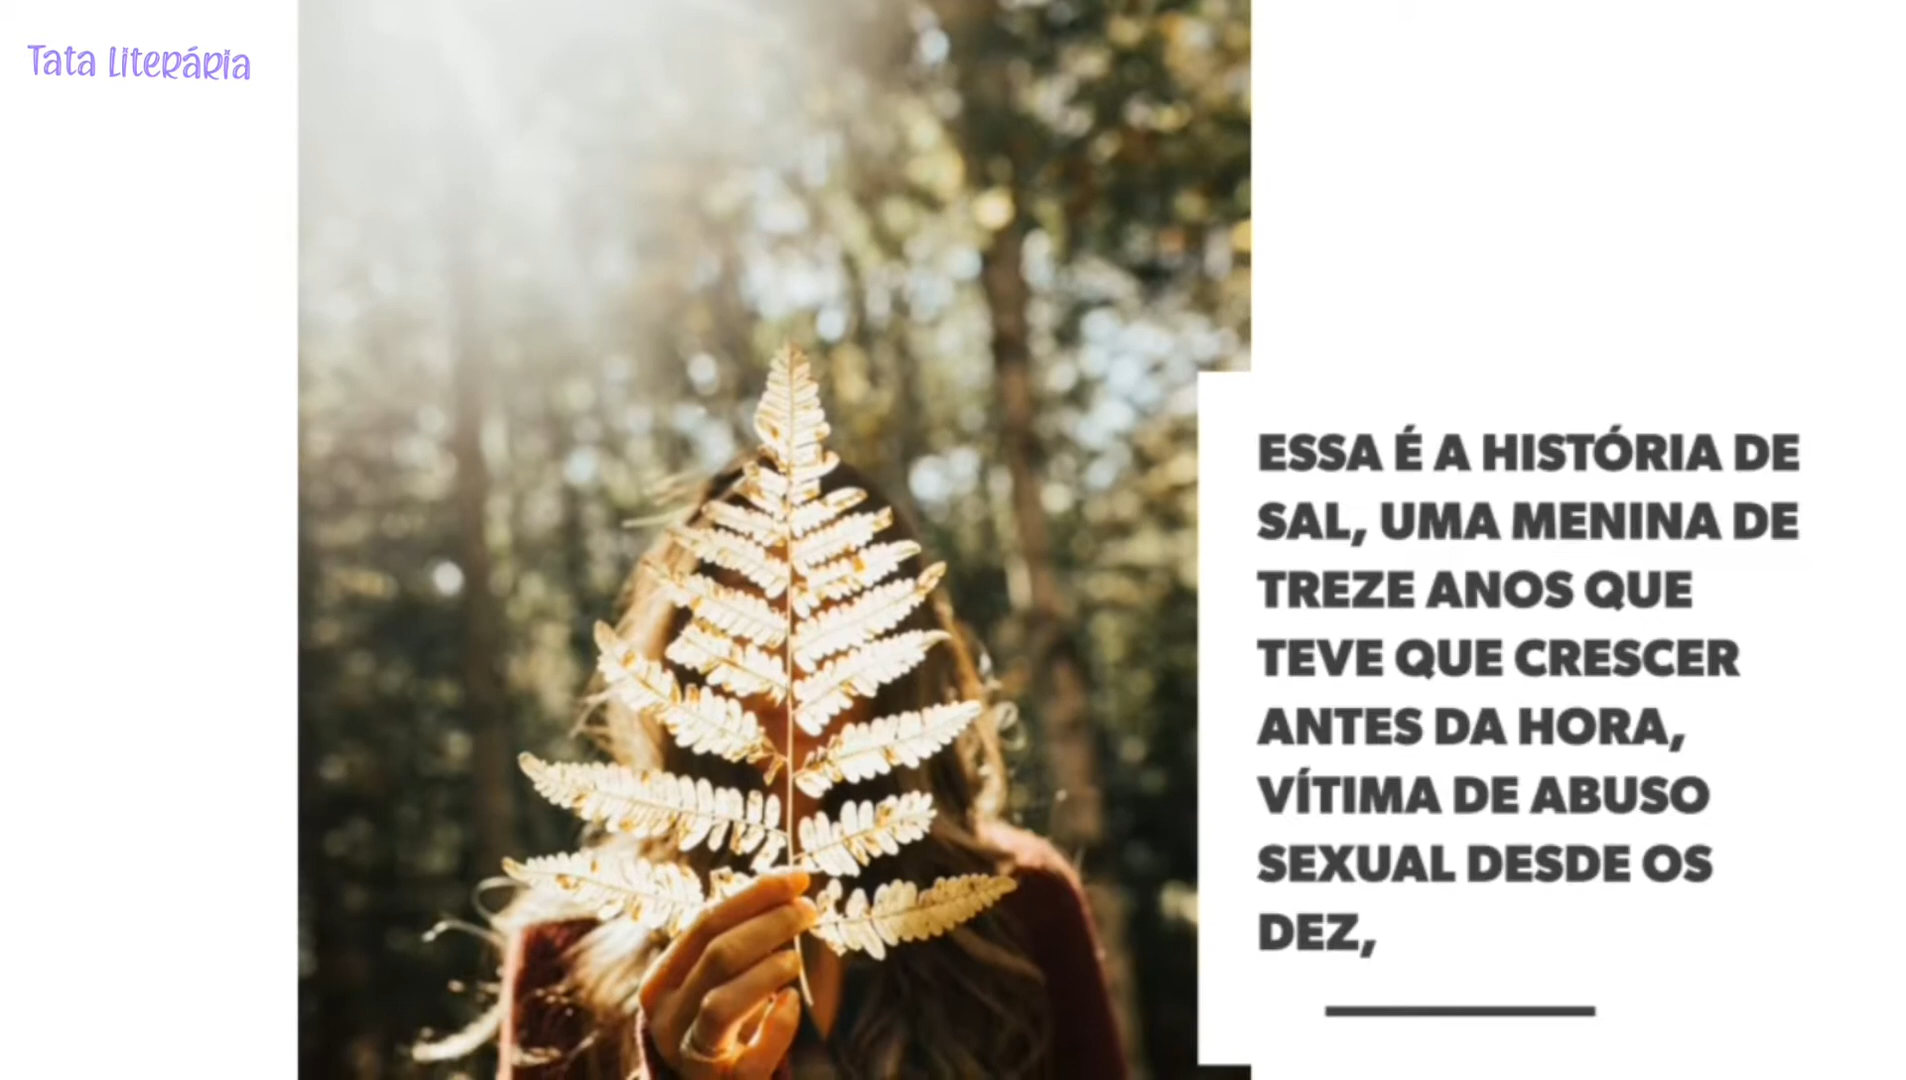 Tata Literária
ESSA É A HISTÓRIA DE
SAL, UMA MENINA DE
TREZE ANOS QUE
TEVE QUE CRESCER
ANTES DA HORA,
VÍTIMA DE ABUSO
SEXUAL DESDE OS
DEZ,